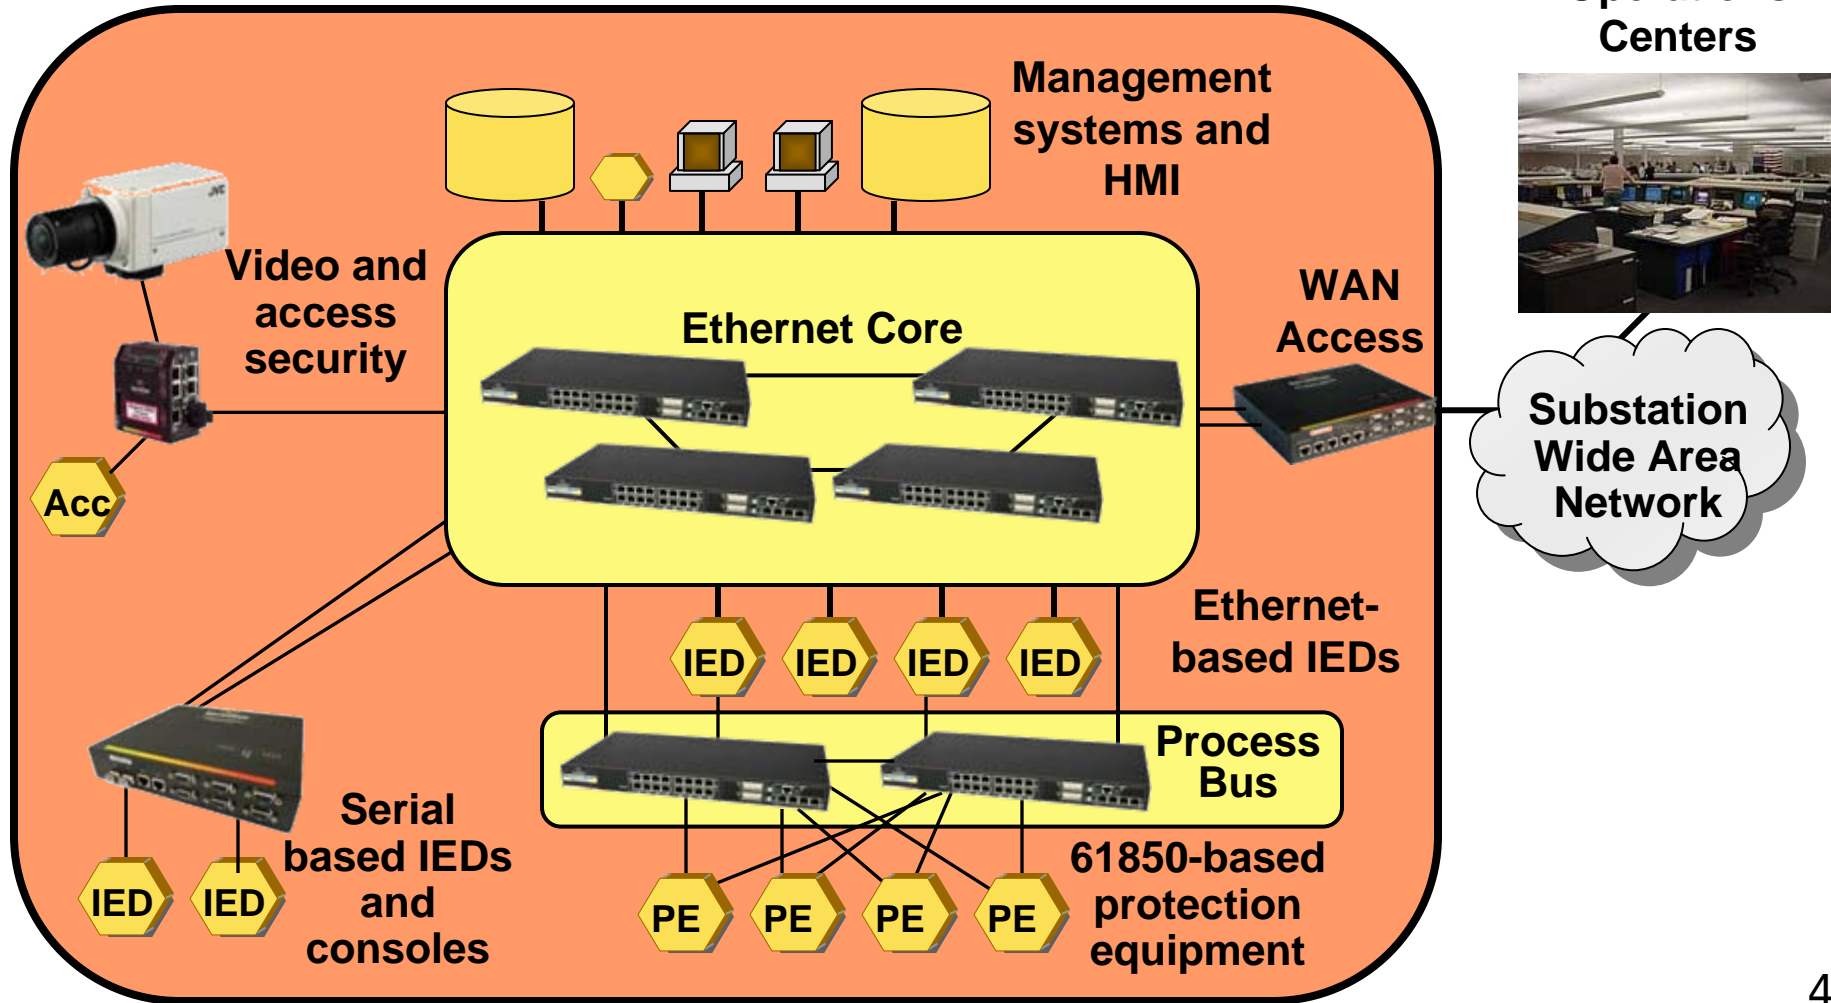 Centers
Management
systems and
HMI
Video and
access
security
Ethernet Core
WAN
Access
Substation
Wide Area
Network
Acc
Ethernet-
based IEDs
IED
IED
IED
IED
Process
Bus
Serial
based IEDs
and
consoles
IED
IED
PE
PE
PE
PE
61850-based
protection
equipment
JVC
4